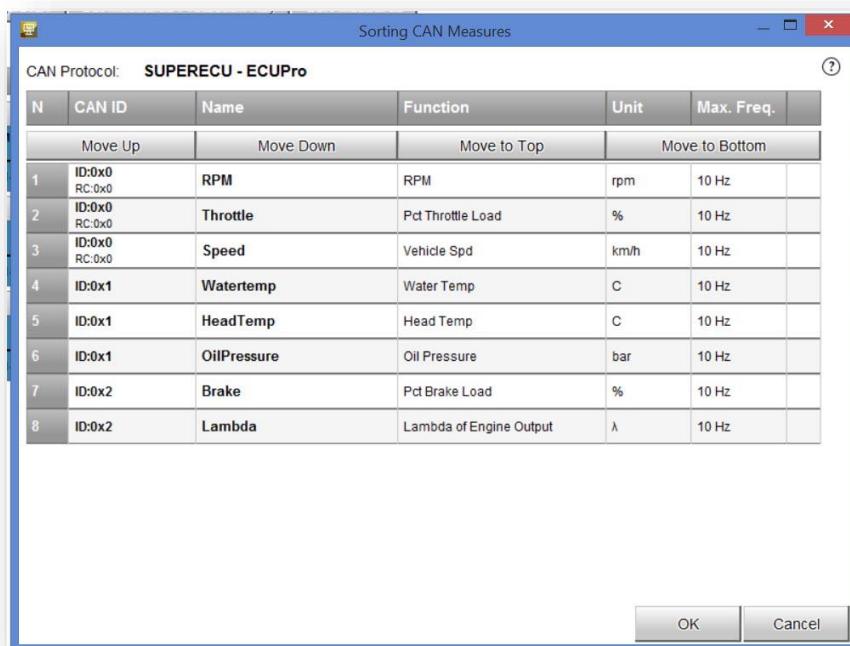 Sorting CAN Measures
CAN Protocol: SUPERECU - ECUPro
?
N CAN ID Name Function Unit Max. Freq.
Move Up Move Down Move to Top Move to Bottom
1 ID:0x0 RC:0x0 RPM RPM rpm 10 Hz
2 ID:0x0 RC:0x0 Throttle Pct Throttle Load % 10 Hz
3 ID:0x0 RC:0x0 Speed Vehicle Spd km/h 10 Hz
4 ID:0x1 Watertemp Water Temp C 10 Hz
5 ID:0x1 HeadTemp Head Temp C 10 Hz
6 ID:0x1 OilPressure Oil Pressure bar 10 Hz
7 ID:0x2 Brake Pct Brake Load % 10 Hz
8 ID:0x2 Lambda Lambda of Engine Output λ 10 Hz
OK Cancel